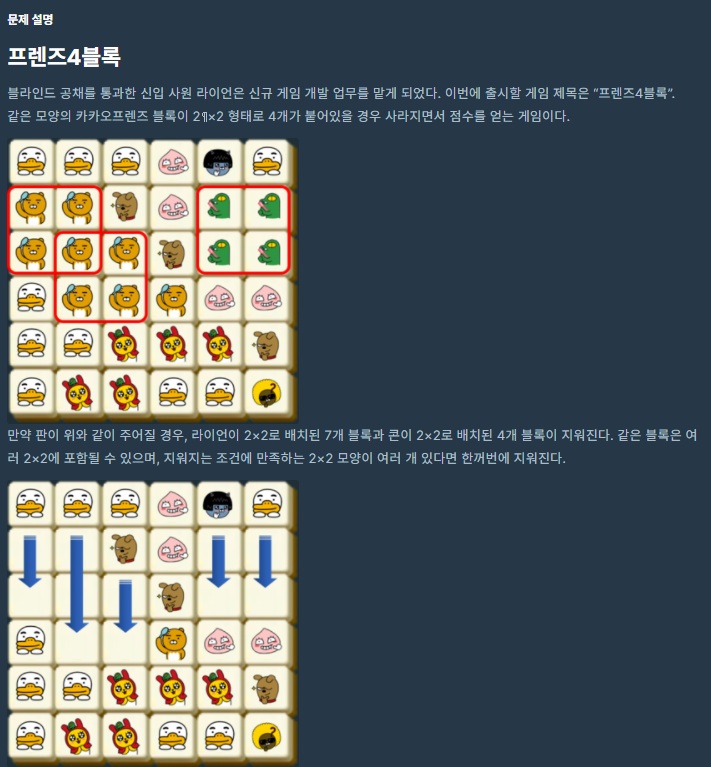 문제 설명
프렌즈4블록
블라인드 공채를 통과한 신입 사원 라이언은 신규 게임 개발 업무를 맡게 되었다. 이번에 출시할 게임 제목은 "프렌즈4블록".
같은 모양의 카카오프렌즈 블록이 2¶×2 형태로 4개가 붙어있을 경우 사라지면서 점수를 얻는 게임이다.
만약 판이 위와 같이 주어질 경우, 라이언이 2×2로 배치된 7개 블록과 콘이 2×2로 배치된 4개 블록이 지워진다. 같은 블록은 여
러 2×2에 포함될 수 있으며, 지워지는 조건에 만족하는 2×2 모양이 여러 개 있다면 한꺼번에 지워진다.